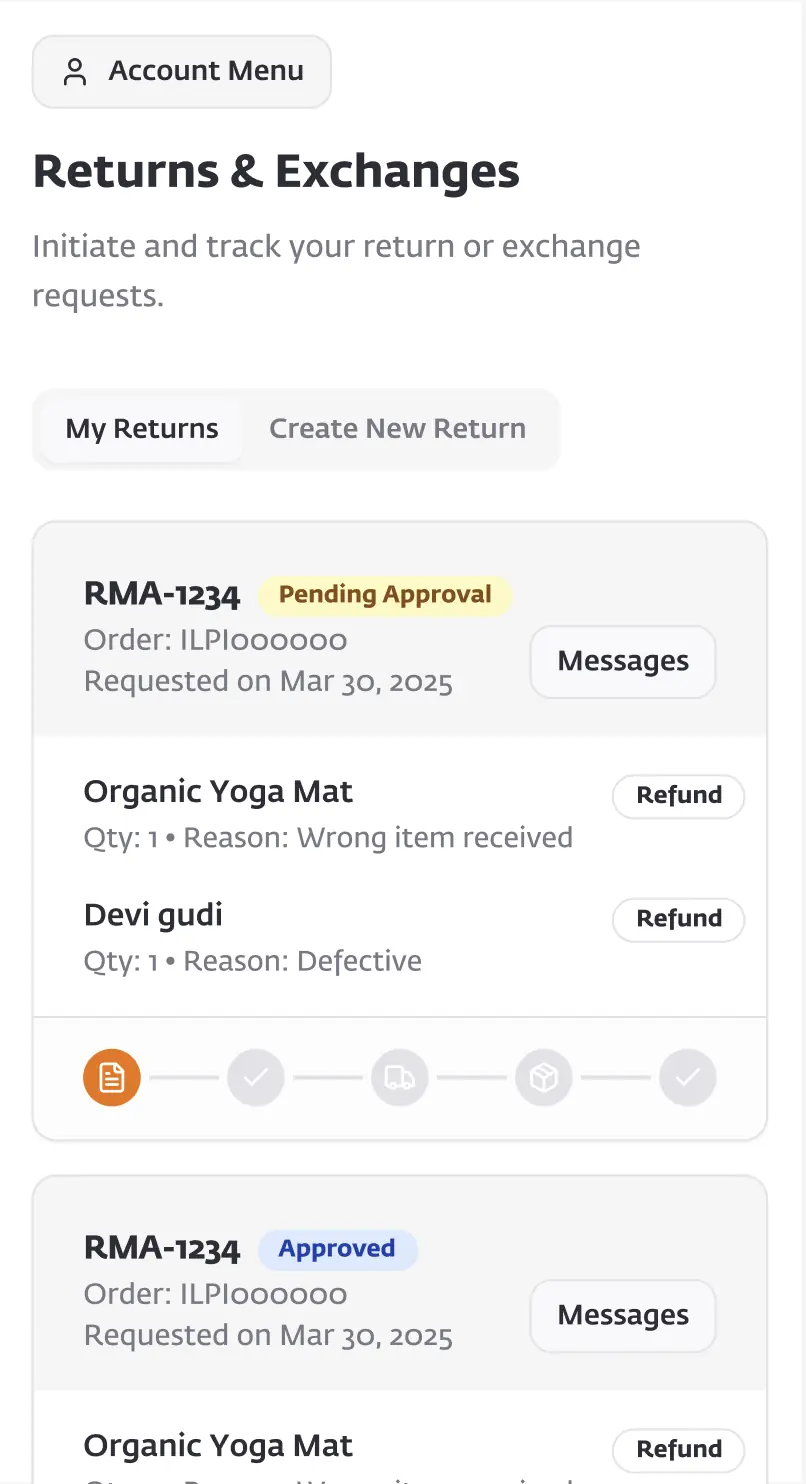 Account Menu
Returns & Exchanges
Initiate and track your return or exchange
requests.
My Returns
Create New Return
RMA-1234
Pending Approval
Order: ILPI000000
Requested on Mar 30, 2025
Messages
Organic Yoga Mat
Refund
Qty: 1 • Reason: Wrong item received
Devi gudi
Refund
Qty: 1 • Reason: Defective
RMA-1234
Approved
Order: ILPI000000
Requested on Mar 30, 2025
Messages
Organic Yoga Mat
Refund